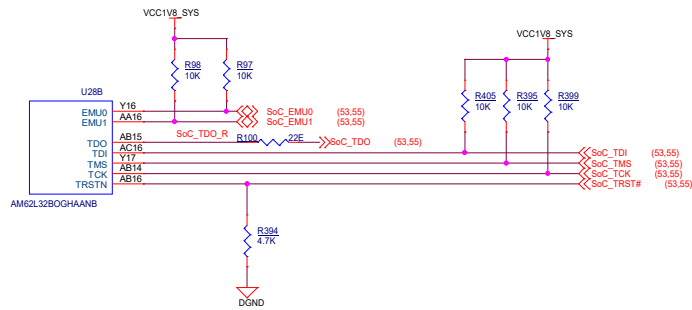 VCC1V8_SYS
VCC1V8_SYS
R98
10K
R97
10K
R405
10K
R395
10K
R399
10K
U28B
EMU0 Y16 SoC_EMU0 (53,55)
EMU1 AA16 SoC_EMU1 (53,55)
TDO AB15 SoC_TDO_R R100 22E SoC_TDO (53,55)
TDI AC16 SoC_TDI (53,55)
TMS Y17 SoC_TMS (53,55)
TCK AB14 SoC_TCK (53,55)
TRSTN AB16 SoC_TRST# (53,55)
AM62L32BOGHAANB
R394
4.7K
DGND